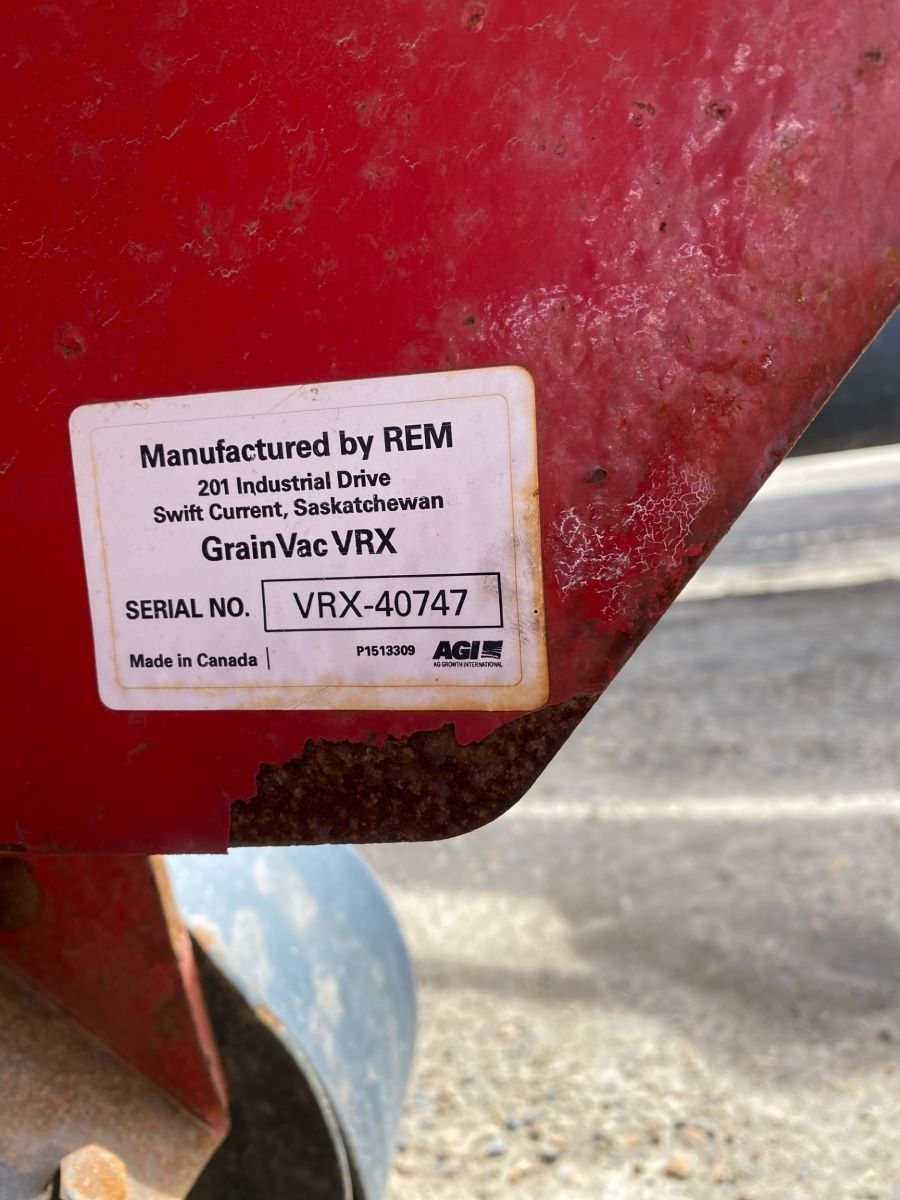 Manufactured by REM
201 Industrial Drive
Swift Current, Saskatchewan
GrainVac VRX
SERIAL NO. VRX-40747
Made in Canada P1513309 AGI
AG GROWTH INTERNATIONAL